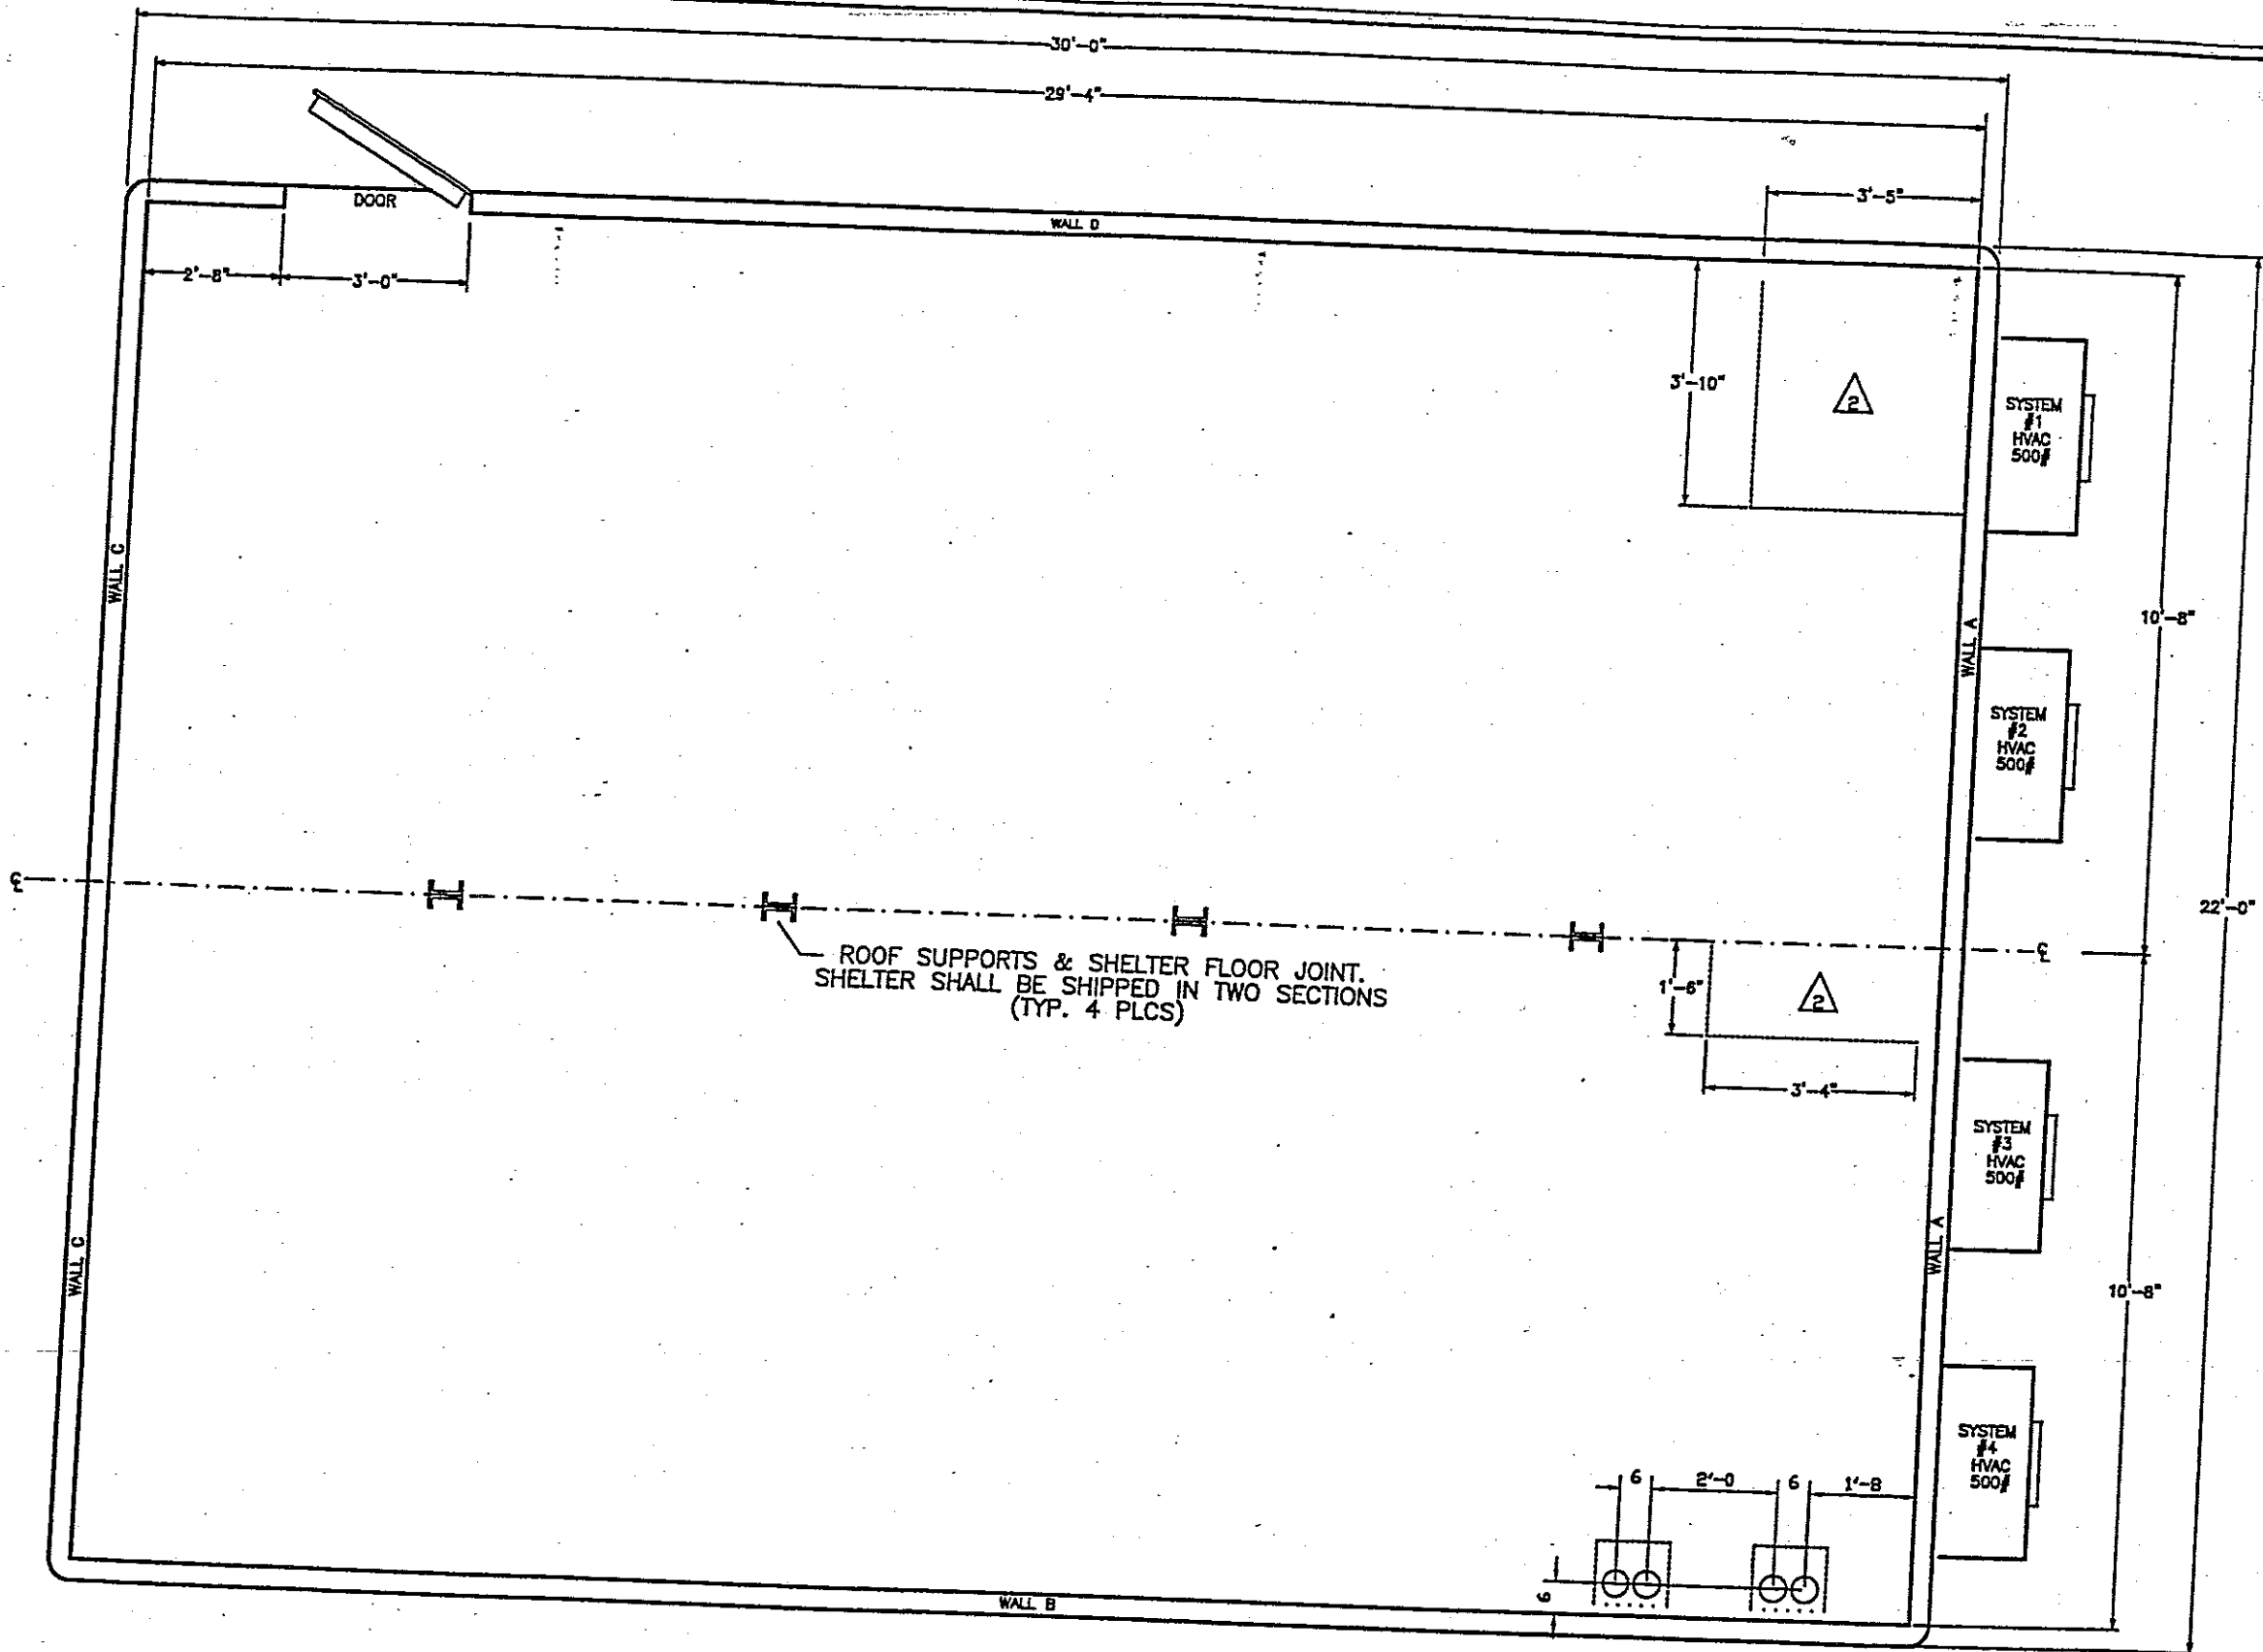 30'-0"
29'-4"
3'-5"
DOOR
WALL D
2'-8"
3'-0"
3'-10"
2
SYSTEM
#1
HVAC
500#
10'-8"
WALL C
WALL A
SYSTEM
#2
HVAC
500#
22'-0"
℄
℄
ROOF SUPPORTS & SHELTER FLOOR JOINT.
SHELTER SHALL BE SHIPPED IN TWO SECTIONS
(TYP. 4 PLCS)
1'-6"
2
3'-4"
SYSTEM
#3
HVAC
500#
WALL C
WALL A
10'-8"
SYSTEM
#4
HVAC
500#
6
2'-0
6
1'-8
6
WALL B